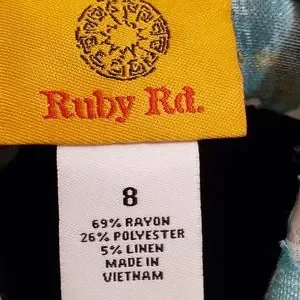 Ruby Rd.
8
69% RAYON
26% POLYESTER
5% LINEN
MADE IN
VIETNAM